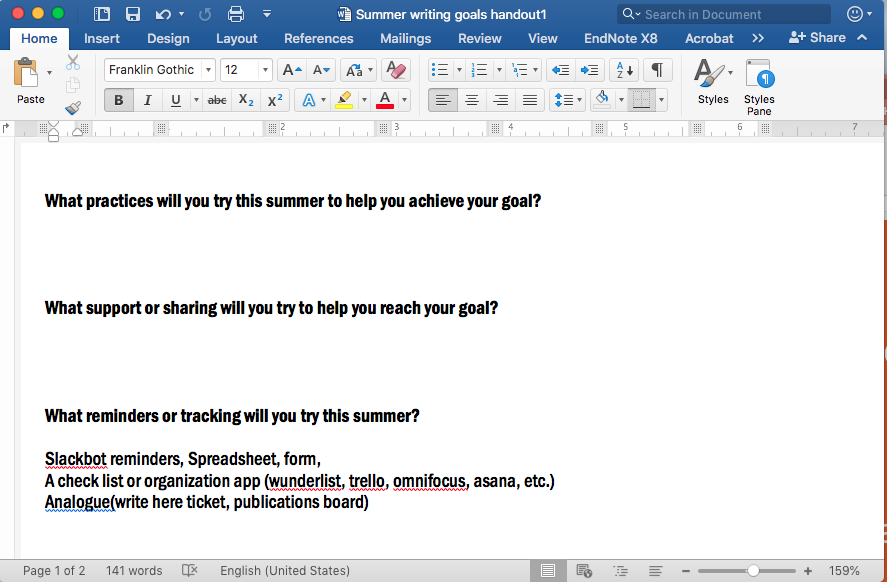 Summer writing goals handout1
Search in Document
Home Insert Design Layout References Mailings Review View EndNote X8 Acrobat >> Share
Paste
Franklin Gothic 12
Styles Styles Pane
B I U abc X2 X2 A A
2 3 4 5 6 7
What practices will you try this summer to help you achieve your goal?
What support or sharing will you try to help you reach your goal?
What reminders or tracking will you try this summer?
Slackbot reminders, Spreadsheet, form,
A check list or organization app (wunderlist, trello, omnifocus, asana, etc.)
Analogue(write here ticket, publications board)
Page 1 of 2 141 words English (United States) 159%